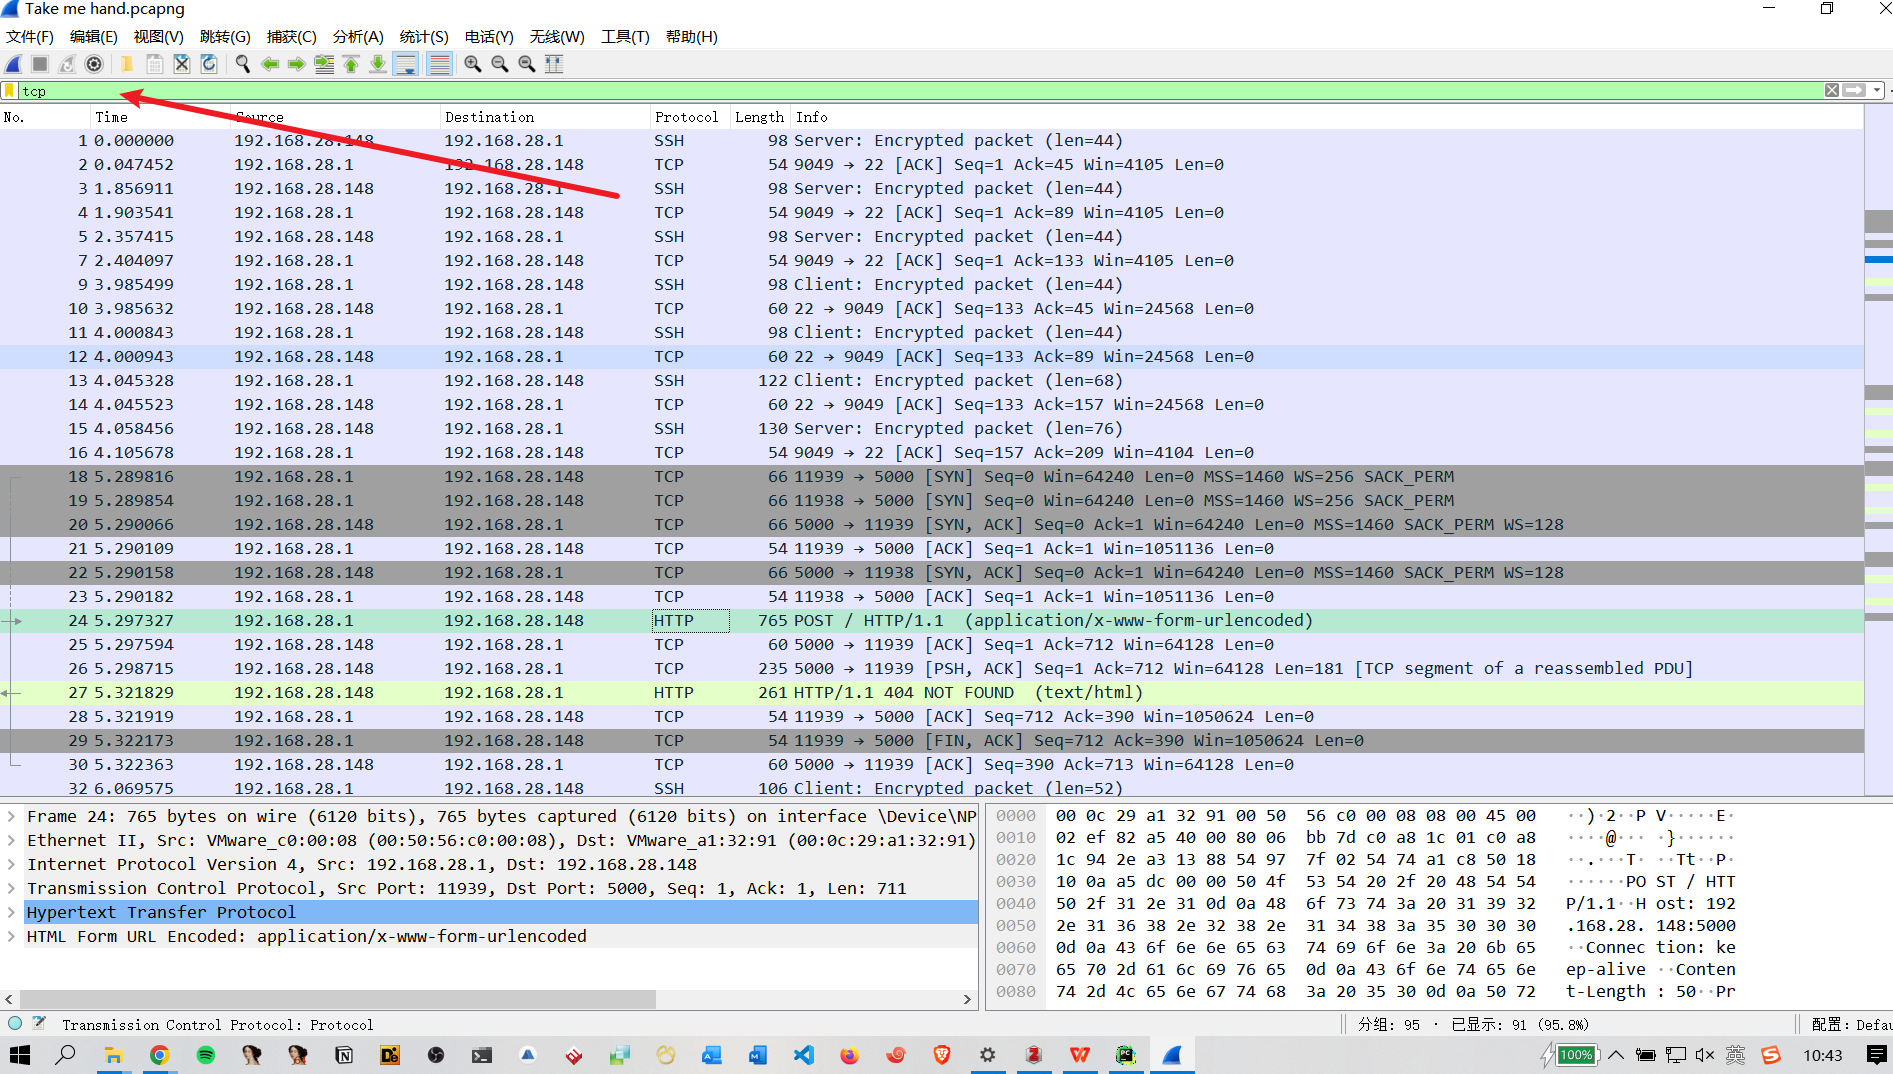 Take me hand.pcapng
文件(F) 编辑(E) 视图(V) 跳转(G) 捕获(C) 分析(A) 统计(S) 电话(Y) 无线(W) 工具(T) 帮助(H)
tcp
No. Time Source Destination Protocol Length Info
1 0.000000 192.168.28.148 192.168.28.1 SSH 98 Server: Encrypted packet (len=44)
2 0.047452 192.168.28.1 192.168.28.148 TCP 54 9049 → 22 [ACK] Seq=1 Ack=45 Win=4105 Len=0
3 1.856911 192.168.28.148 192.168.28.1 SSH 98 Server: Encrypted packet (len=44)
4 1.903541 192.168.28.1 192.168.28.148 TCP 54 9049 → 22 [ACK] Seq=1 Ack=89 Win=4105 Len=0
5 2.357415 192.168.28.148 192.168.28.1 SSH 98 Server: Encrypted packet (len=44)
7 2.404097 192.168.28.1 192.168.28.148 TCP 54 9049 → 22 [ACK] Seq=1 Ack=133 Win=4105 Len=0
9 3.985499 192.168.28.1 192.168.28.148 SSH 98 Client: Encrypted packet (len=44)
10 3.985632 192.168.28.148 192.168.28.1 TCP 60 22 → 9049 [ACK] Seq=133 Ack=45 Win=24568 Len=0
11 4.000843 192.168.28.1 192.168.28.148 SSH 98 Client: Encrypted packet (len=44)
12 4.000943 192.168.28.148 192.168.28.1 TCP 60 22 → 9049 [ACK] Seq=133 Ack=89 Win=24568 Len=0
13 4.045328 192.168.28.1 192.168.28.148 SSH 122 Client: Encrypted packet (len=68)
14 4.045523 192.168.28.148 192.168.28.1 TCP 60 22 → 9049 [ACK] Seq=133 Ack=157 Win=24568 Len=0
15 4.058456 192.168.28.148 192.168.28.1 SSH 130 Server: Encrypted packet (len=76)
16 4.105678 192.168.28.1 192.168.28.148 TCP 54 9049 → 22 [ACK] Seq=157 Ack=209 Win=4104 Len=0
18 5.289816 192.168.28.1 192.168.28.148 TCP 66 11939 → 5000 [SYN] Seq=0 Win=64240 Len=0 MSS=1460 WS=256 SACK_PERM
19 5.289854 192.168.28.1 192.168.28.148 TCP 66 11938 → 5000 [SYN] Seq=0 Win=64240 Len=0 MSS=1460 WS=256 SACK_PERM
20 5.290066 192.168.28.148 192.168.28.1 TCP 66 5000 → 11939 [SYN, ACK] Seq=0 Ack=1 Win=64240 Len=0 MSS=1460 SACK_PERM WS=128
21 5.290109 192.168.28.1 192.168.28.148 TCP 54 11939 → 5000 [ACK] Seq=1 Ack=1 Win=1051136 Len=0
22 5.290158 192.168.28.148 192.168.28.1 TCP 66 5000 → 11938 [SYN, ACK] Seq=0 Ack=1 Win=64240 Len=0 MSS=1460 SACK_PERM WS=128
23 5.290182 192.168.28.1 192.168.28.148 TCP 54 11938 → 5000 [ACK] Seq=1 Ack=1 Win=1051136 Len=0
24 5.297327 192.168.28.1 192.168.28.148 HTTP 765 POST / HTTP/1.1 (application/x-www-form-urlencoded)
25 5.297594 192.168.28.148 192.168.28.1 TCP 60 5000 → 11939 [ACK] Seq=1 Ack=712 Win=64128 Len=0
26 5.298715 192.168.28.148 192.168.28.1 TCP 235 5000 → 11939 [PSH, ACK] Seq=1 Ack=712 Win=64128 Len=181 [TCP segment of a reassembled PDU]
27 5.321829 192.168.28.148 192.168.28.1 HTTP 261 HTTP/1.1 404 NOT FOUND (text/html)
28 5.321919 192.168.28.1 192.168.28.148 TCP 54 11939 → 5000 [ACK] Seq=712 Ack=390 Win=1050624 Len=0
29 5.322173 192.168.28.1 192.168.28.148 TCP 54 11939 → 5000 [FIN, ACK] Seq=712 Ack=390 Win=1050624 Len=0
30 5.322363 192.168.28.148 192.168.28.1 TCP 60 5000 → 11939 [ACK] Seq=390 Ack=713 Win=64128 Len=0
32 6.069575 192.168.28.1 192.168.28.148 SSH 106 Client: Encrypted packet (len=52)
Frame 24: 765 bytes on wire (6120 bits), 765 bytes captured (6120 bits) on interface \Device\NP
Ethernet II, Src: VMware_c0:00:08 (00:50:56:c0:00:08), Dst: VMware_a1:32:91 (00:0c:29:a1:32:91)
Internet Protocol Version 4, Src: 192.168.28.1, Dst: 192.168.28.148
Transmission Control Protocol, Src Port: 11939, Dst Port: 5000, Seq: 1, Ack: 1, Len: 711
Hypertext Transfer Protocol
HTML Form URL Encoded: application/x-www-form-urlencoded
0000 00 0c 29 a1 32 91 00 50 56 c0 00 08 08 00 45 00 ··)·2··P V·····E·
0010 02 ef 82 a5 40 00 80 06 bb 7d c0 a8 1c 01 c0 a8 ····@··· ·}······
0020 1c 94 2e a3 13 88 54 97 7f 02 54 74 a1 c8 50 18 ··.···T· ··Tt··P·
0030 10 0a a5 dc 00 00 50 4f 53 54 20 2f 20 48 54 54 ······PO ST / HTT
0040 50 2f 31 2e 31 0d 0a 48 6f 73 74 3a 20 31 39 32 P/1.1··H ost: 192
0050 2e 31 36 38 2e 32 38 2e 31 34 38 3a 35 30 30 30 .168.28. 148:5000
0060 0d 0a 43 6f 6e 6e 65 63 74 69 6f 6e 3a 20 6b 65 ··Connec tion: ke
0070 65 70 2d 61 6c 69 76 65 0d 0a 43 6f 6e 74 65 6e ep-alive ··Conten
0080 74 2d 4c 65 6e 67 74 68 3a 20 35 30 0d 0a 50 72 t-Length : 50··Pr
Transmission Control Protocol: Protocol
分组: 95 · 已显示: 91 (95.8%)
配置: Defau
100%
英
10:43